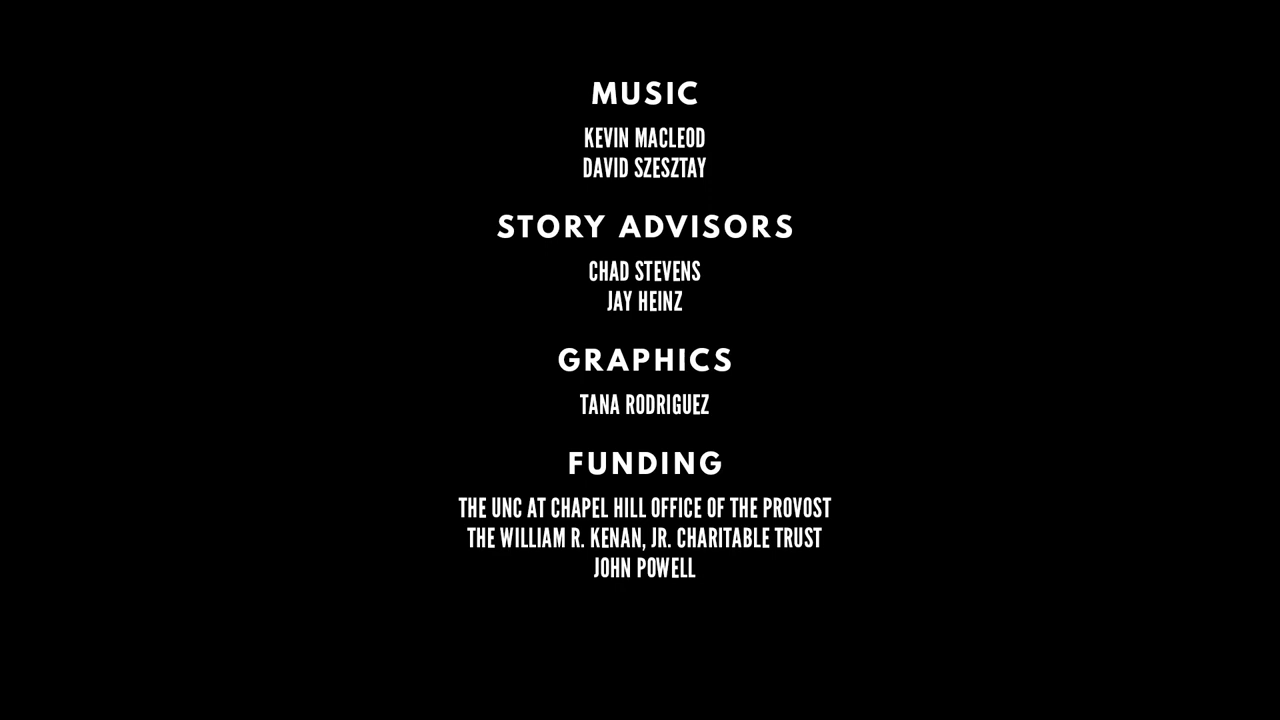 MUSIC
KEVIN MACLEOD
DAVID SZESZTAY
STORY ADVISORS
CHAD STEVENS
JAY HEINZ
GRAPHICS
TANA RODRIGUEZ
FUNDING
THE UNC AT CHAPEL HILL OFFICE OF THE PROVOST
THE WILLIAM R. KENAN, JR. CHARITABLE TRUST
JOHN POWELL